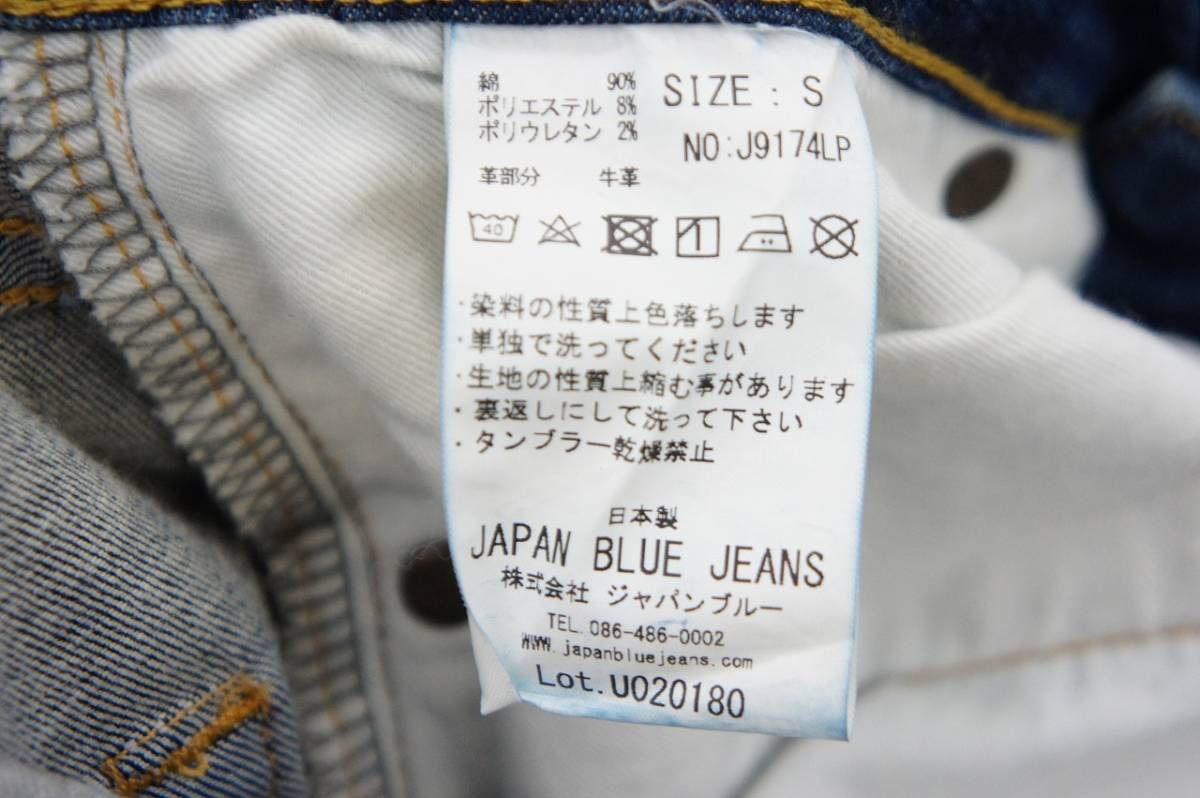 綿 90%
ポリエステル 8%
ポリウレタン 2%
革部分 牛革
SIZE : S
NO:J9174LP
40
1
・染料の性質上色落ちします
・単独で洗ってください
・生地の性質上縮む事があります
・裏返しにして洗って下さい
・タンブラー乾燥禁止
日本製
JAPAN BLUE JEANS
株式会社 ジャパンブルー
TEL. 086-486-0002
www.japanbluejeans.com
Lot.U020180